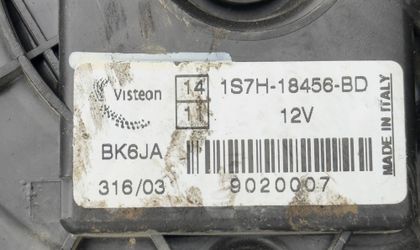 Visteon 14 1S7H-18456-BD
11 12V
BK6JA
316/03 9020007
MADE IN ITALY